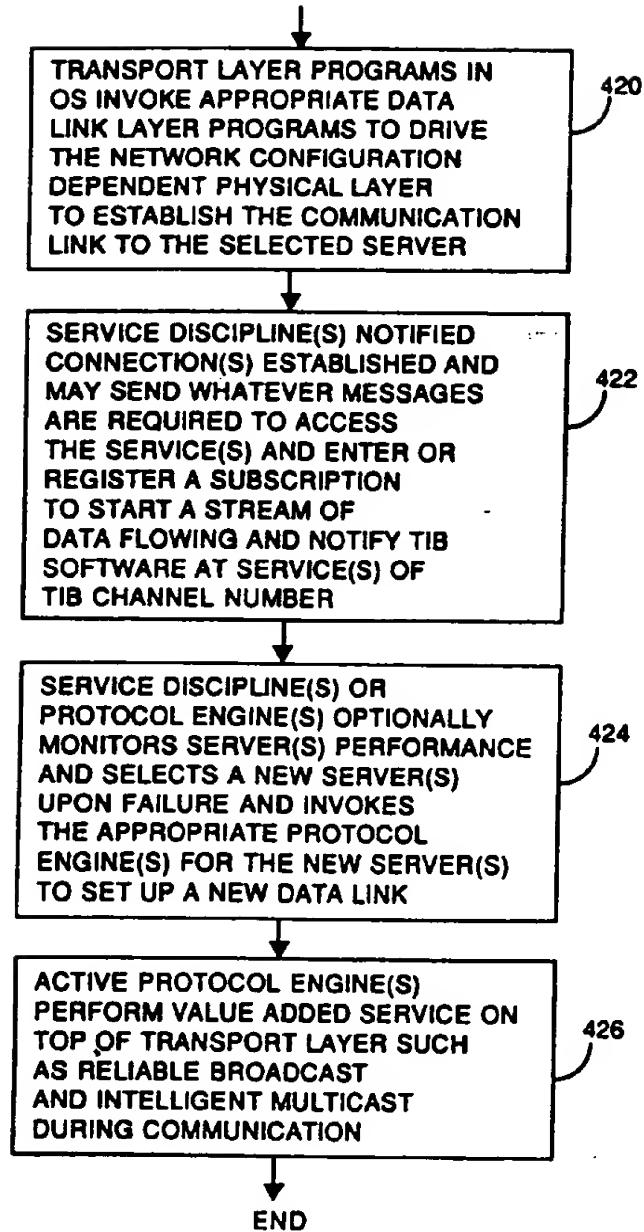 TRANSPORT LAYER PROGRAMS IN
OS INVOKE APPROPRIATE DATA
LINK LAYER PROGRAMS TO DRIVE
THE NETWORK CONFIGURATION
DEPENDENT PHYSICAL LAYER
TO ESTABLISH THE COMMUNICATION
LINK TO THE SELECTED SERVER
420
SERVICE DISCIPLINE(S) NOTIFIED
CONNECTION(S) ESTABLISHED AND
MAY SEND WHATEVER MESSAGES
ARE REQUIRED TO ACCESS
THE SERVICE(S) AND ENTER OR
REGISTER A SUBSCRIPTION
TO START A STREAM OF
DATA FLOWING AND NOTIFY TIB
SOFTWARE AT SERVICE(S) OF
TIB CHANNEL NUMBER
422
SERVICE DISCIPLINE(S) OR
PROTOCOL ENGINE(S) OPTIONALLY
MONITORS SERVER(S) PERFORMANCE
AND SELECTS A NEW SERVER(S)
UPON FAILURE AND INVOKES
THE APPROPRIATE PROTOCOL
ENGINE(S) FOR THE NEW SERVER(S)
TO SET UP A NEW DATA LINK
424
ACTIVE PROTOCOL ENGINE(S)
PERFORM VALUE ADDED SERVICE ON
TOP OF TRANSPORT LAYER SUCH
AS RELIABLE BROADCAST
AND INTELLIGENT MULTICAST
DURING COMMUNICATION
426
END